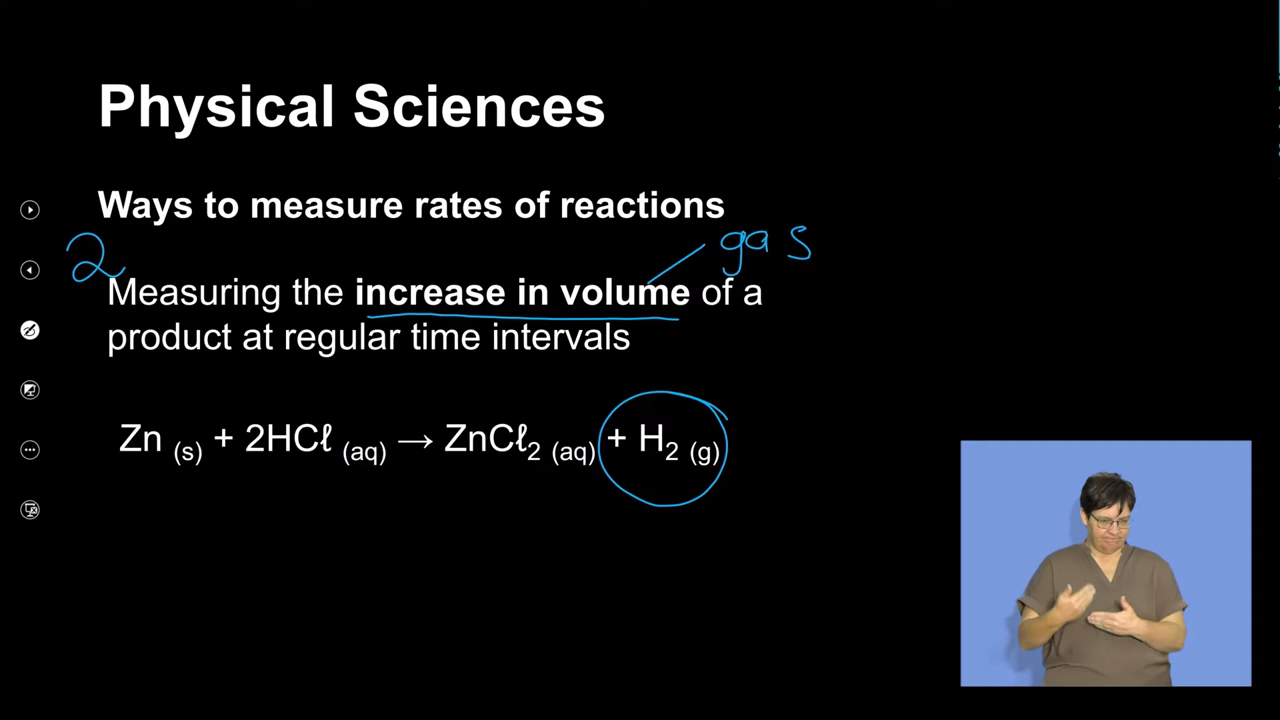 Physical Sciences
Ways to measure rates of reactions
gas
2
Measuring the increase in volume of a
product at regular time intervals
Zn (s) + 2HCℓ (aq) → ZnCℓ₂ (aq) + H₂ (g)